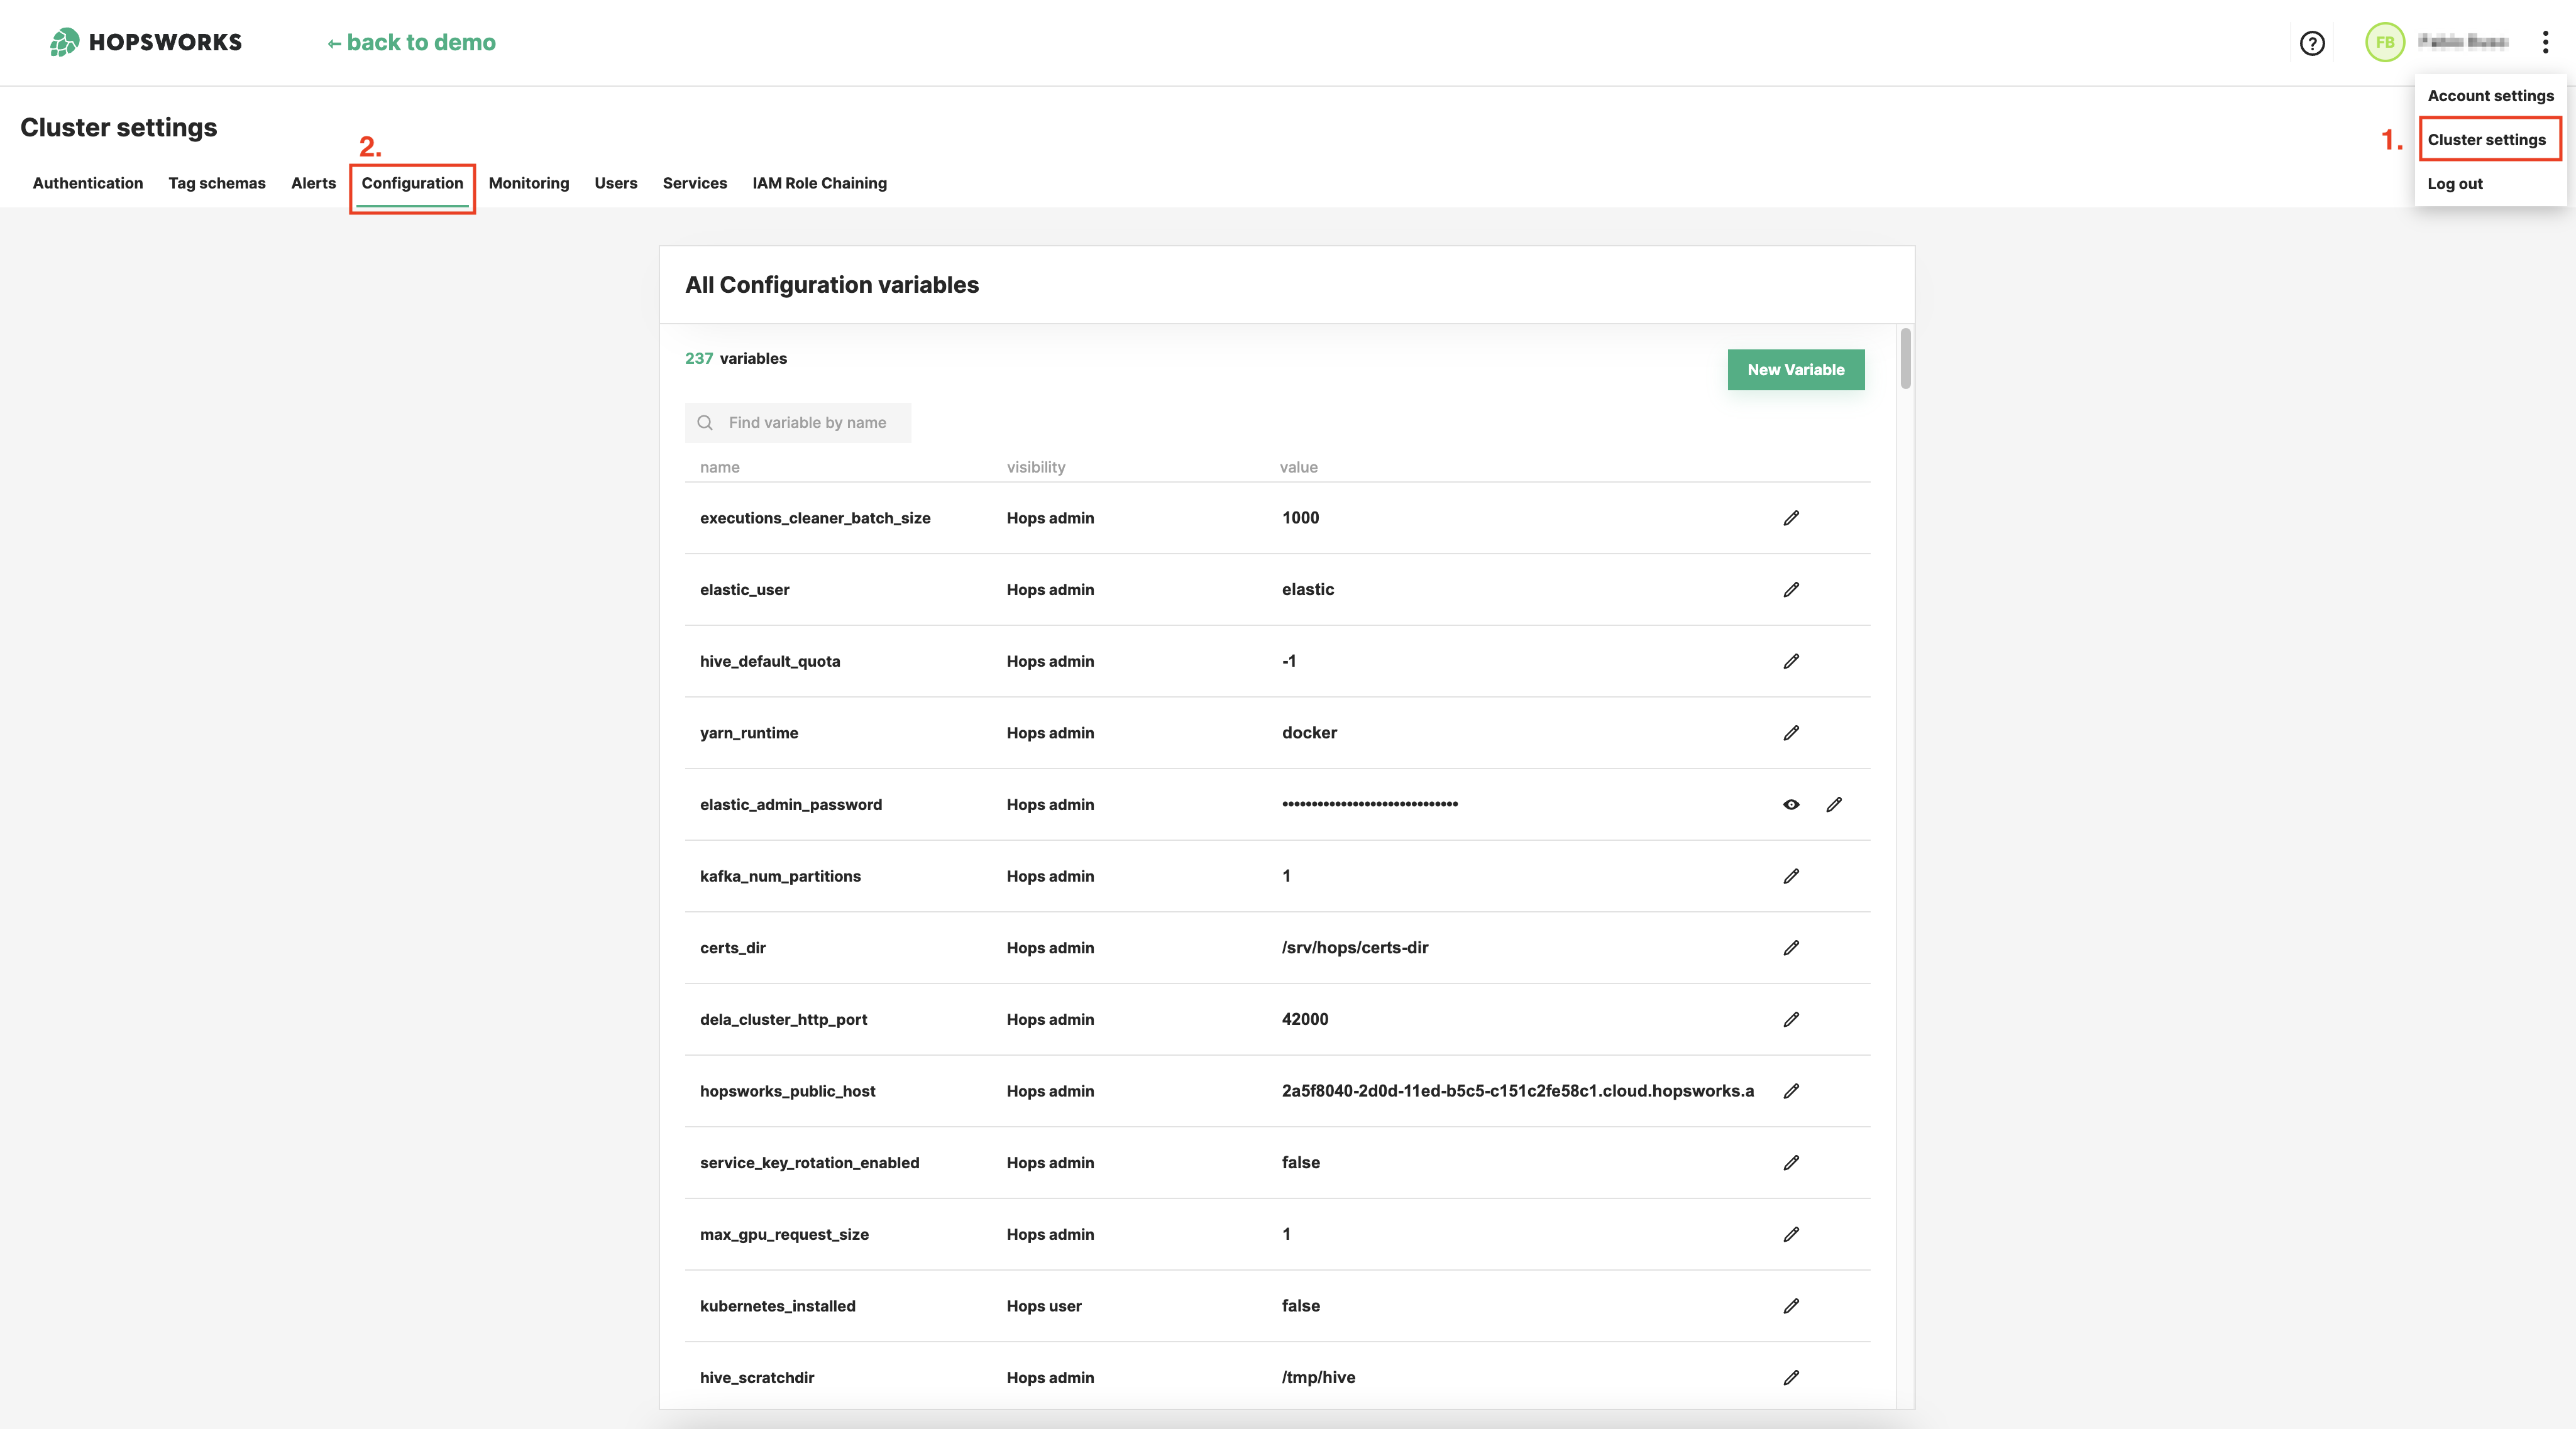 HOPSWORKS
← back to demo
FB
Account settings
1.
Cluster settings
Log out
Cluster settings
2.
Authentication Tag schemas Alerts Configuration Monitoring Users Services IAM Role Chaining
All Configuration variables
237 variables
New Variable
Find variable by name
name visibility value
executions_cleaner_batch_size Hops admin 1000
elastic_user Hops admin elastic
hive_default_quota Hops admin -1
yarn_runtime Hops admin docker
elastic_admin_password Hops admin ••••••••••••••••••••••••••••••
kafka_num_partitions Hops admin 1
certs_dir Hops admin /srv/hops/certs-dir
dela_cluster_http_port Hops admin 42000
hopsworks_public_host Hops admin 2a5f8040-2d0d-11ed-b5c5-c151c2fe58c1.cloud.hopsworks.a
service_key_rotation_enabled Hops admin false
max_gpu_request_size Hops admin 1
kubernetes_installed Hops user false
hive_scratchdir Hops admin /tmp/hive